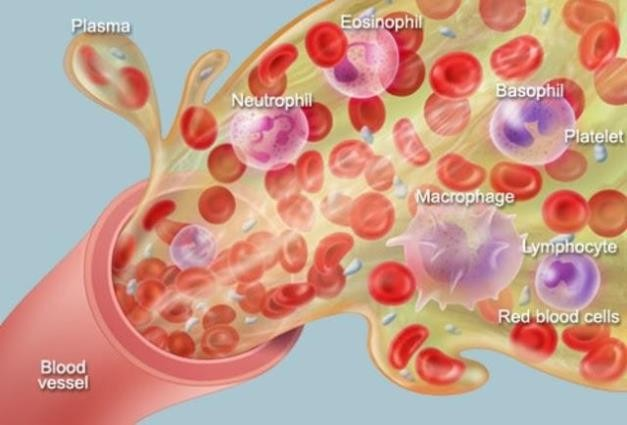 Plasma
Eosinophil
Neutrophil
Basophil
Platelet
Macrophage
Lymphocyte
Red blood cells
Blood
vessel